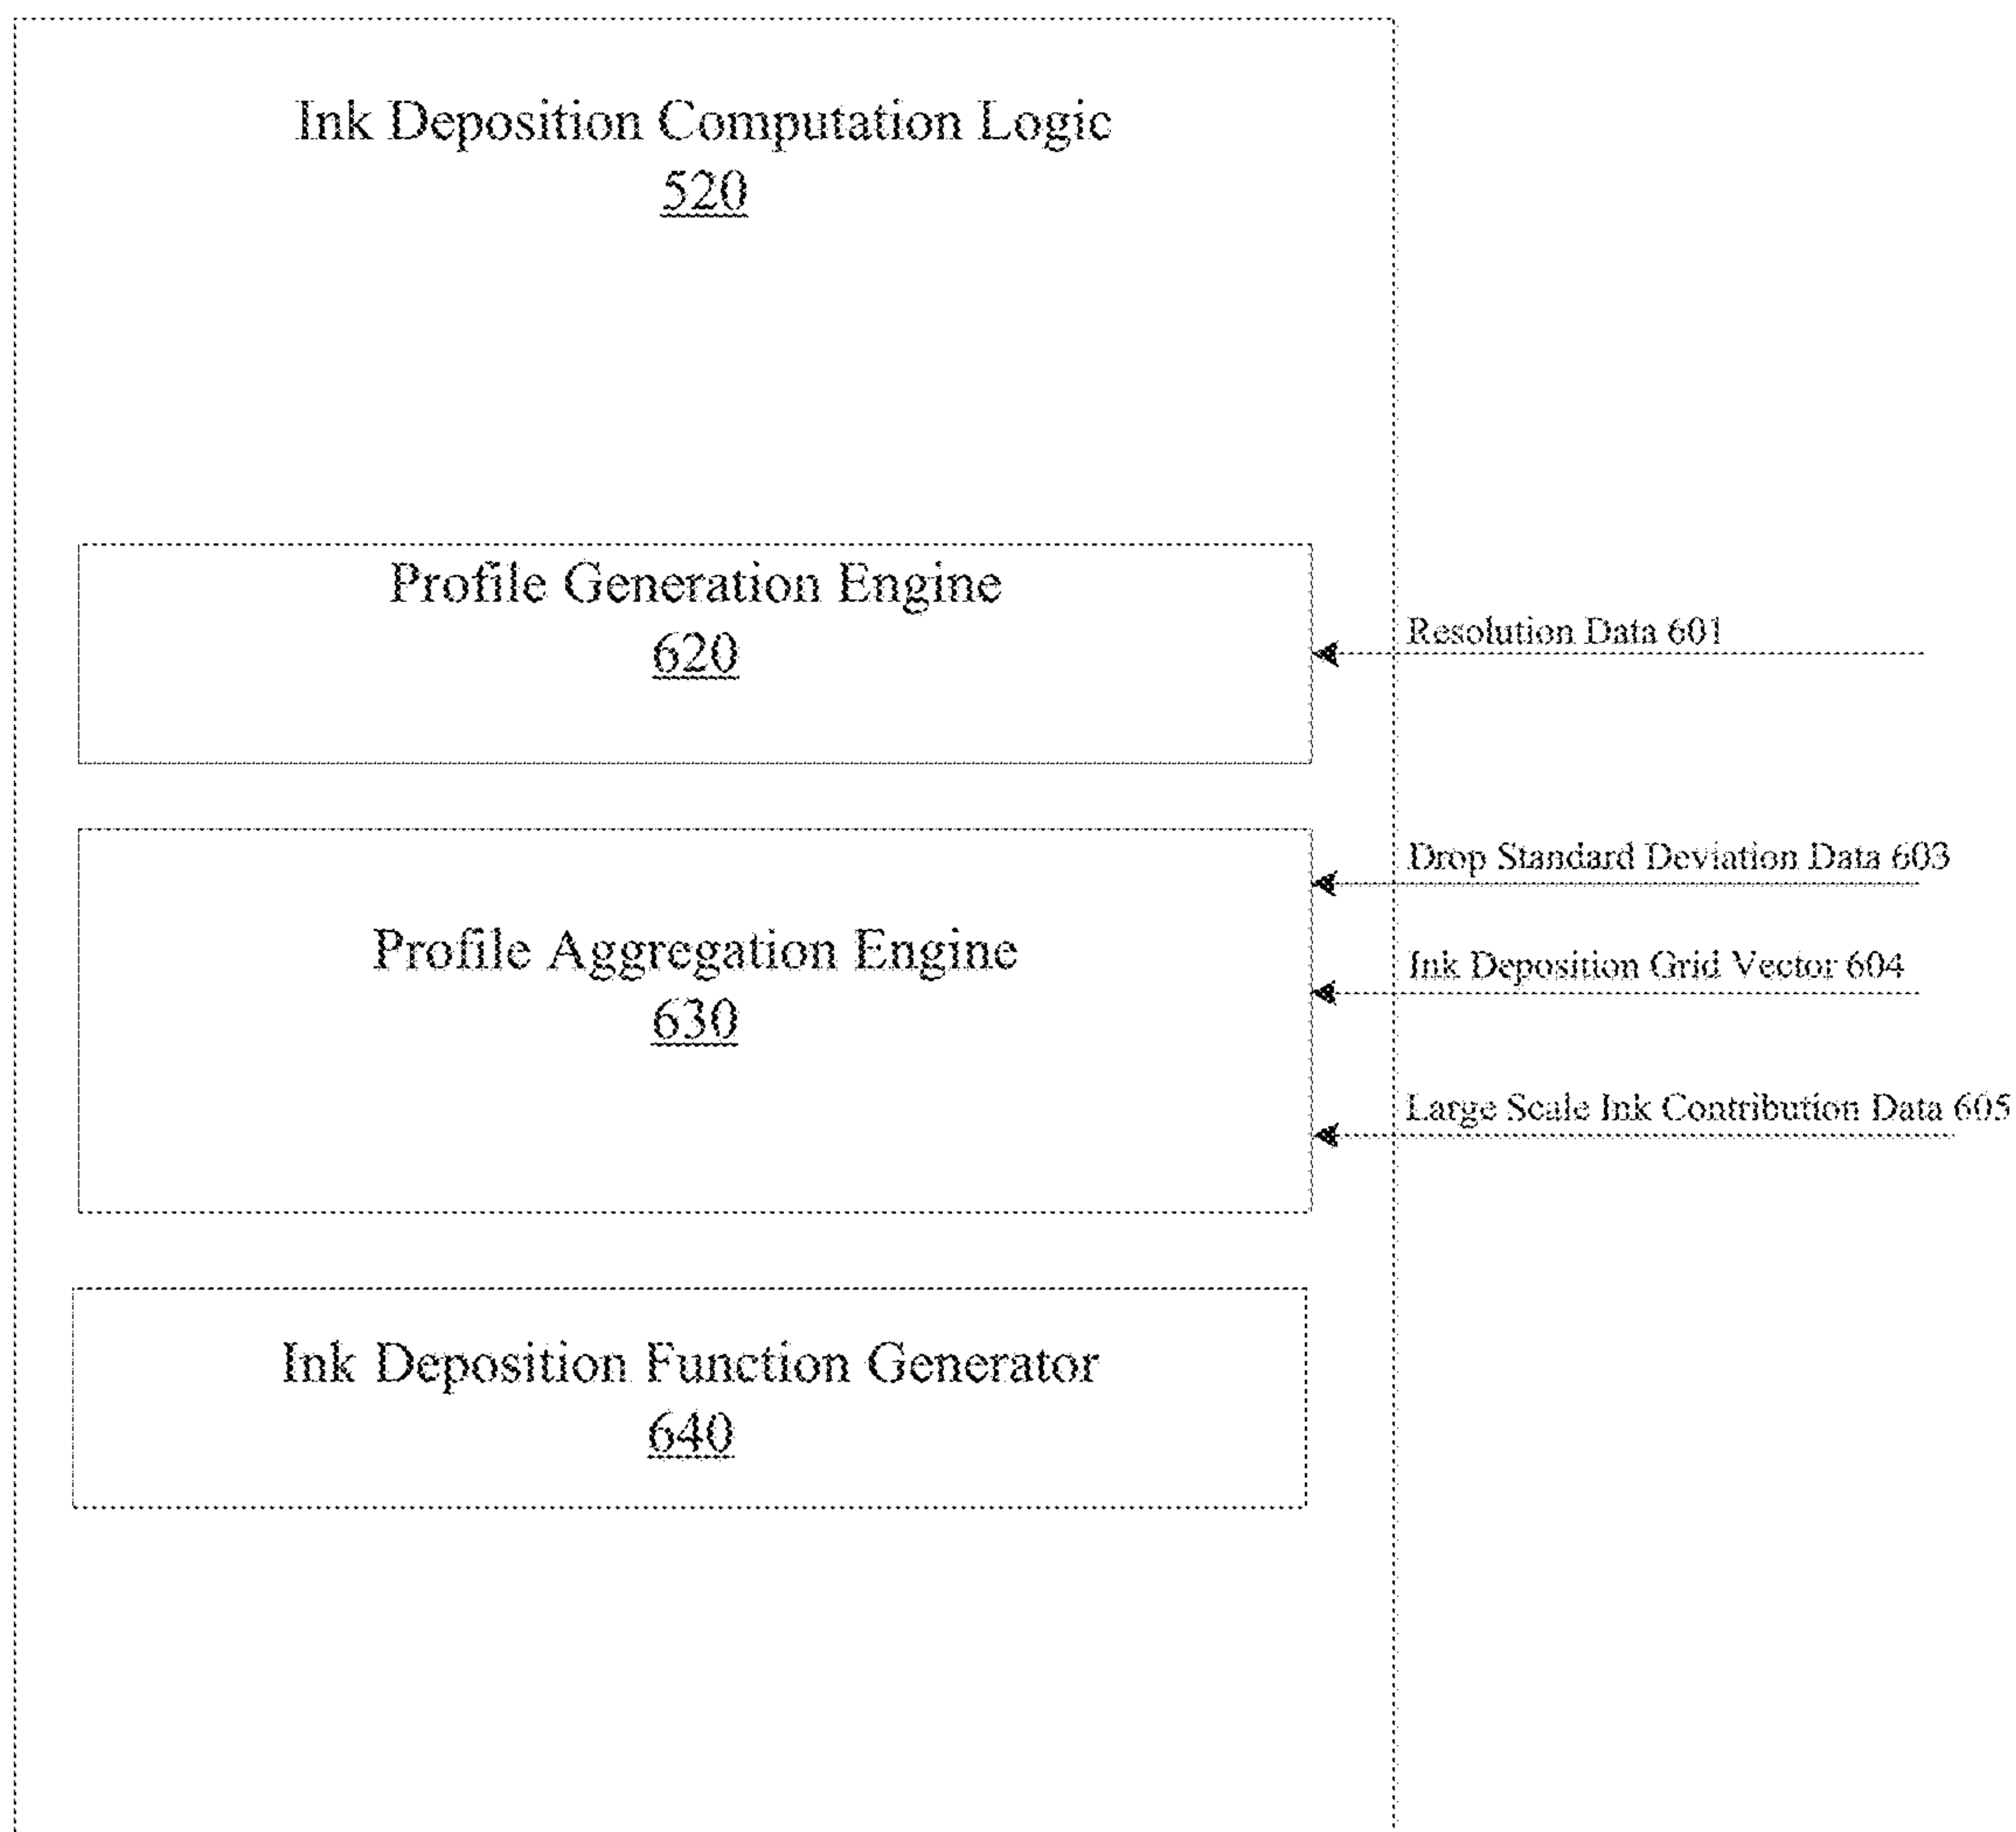 Ink Deposition Computation Logic
520
Profile Generation Engine
620
Resolution Data 601
Drop Standard Deviation Data 603
Profile Aggregation Engine
630
Ink Deposition Grid Vector 604
Large Scale Ink Contribution Data 605
Ink Deposition Function Generator
640